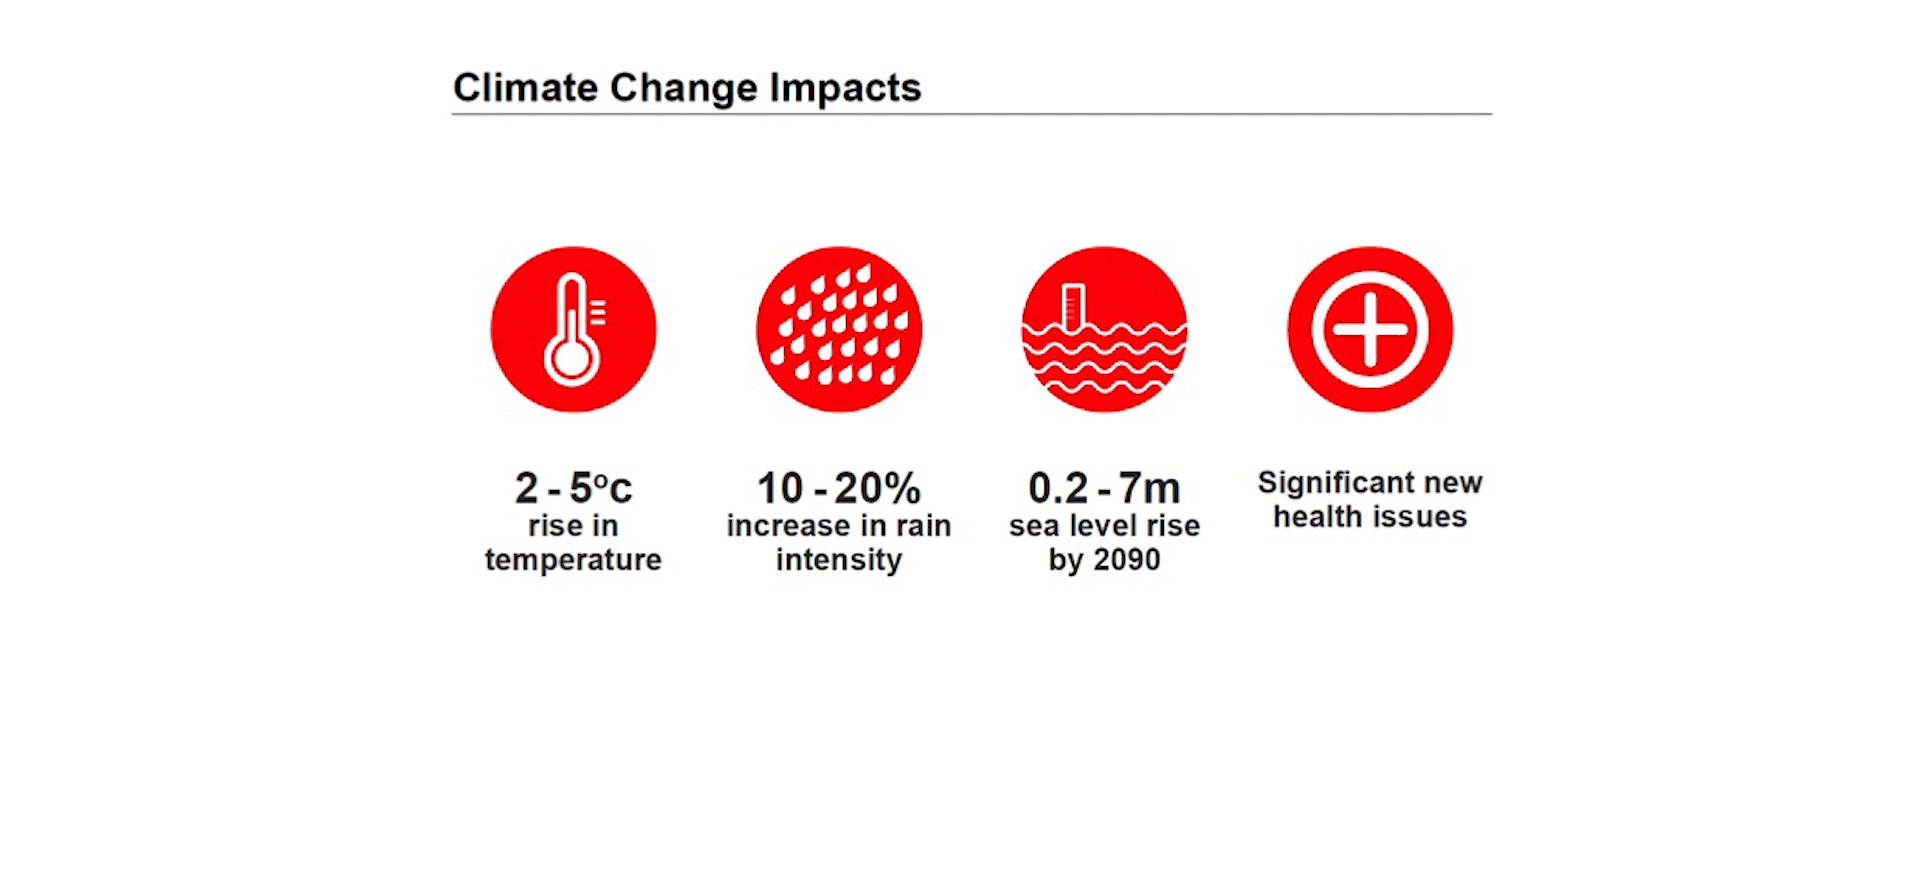 Climate Change Impacts
2 - 5°c
rise in
temperature
10 - 20%
increase in rain
intensity
0.2 - 7m
sea level rise
by 2090
Significant new
health issues